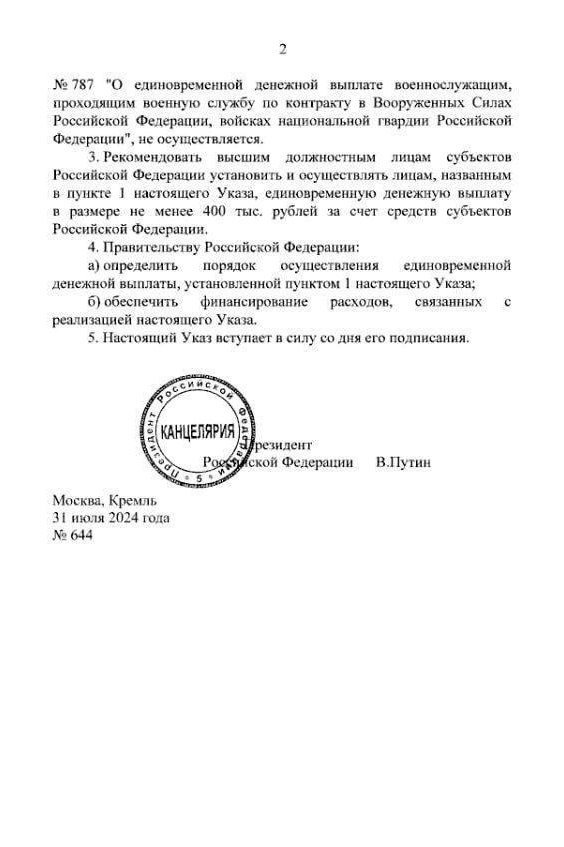 2
№ 787 "О единовременной денежной выплате военнослужащим,
проходящим военную службу по контракту в Вооруженных Силах
Российской Федерации, войсках национальной гвардии Российской
Федерации", не осуществляется.
3. Рекомендовать высшим должностным лицам субъектов
Российской Федерации установить и осуществлять лицам, названным
в пункте 1 настоящего Указа, единовременную денежную выплату
в размере не менее 400 тыс. рублей за счет средств субъектов
Российской Федерации.
4. Правительству Российской Федерации:
а) определить порядок осуществления единовременной
денежной выплаты, установленной пунктом 1 настоящего Указа;
б) обеспечить финансирование расходов, связанных с
реализацией настоящего Указа.
5. Настоящий Указ вступает в силу со дня его подписания.
Президент Российской Федерации
КАНЦЕЛЯРИЯ
* 5 *
Президент
Российской Федерации В.Путин
Москва, Кремль
31 июля 2024 года
№ 644